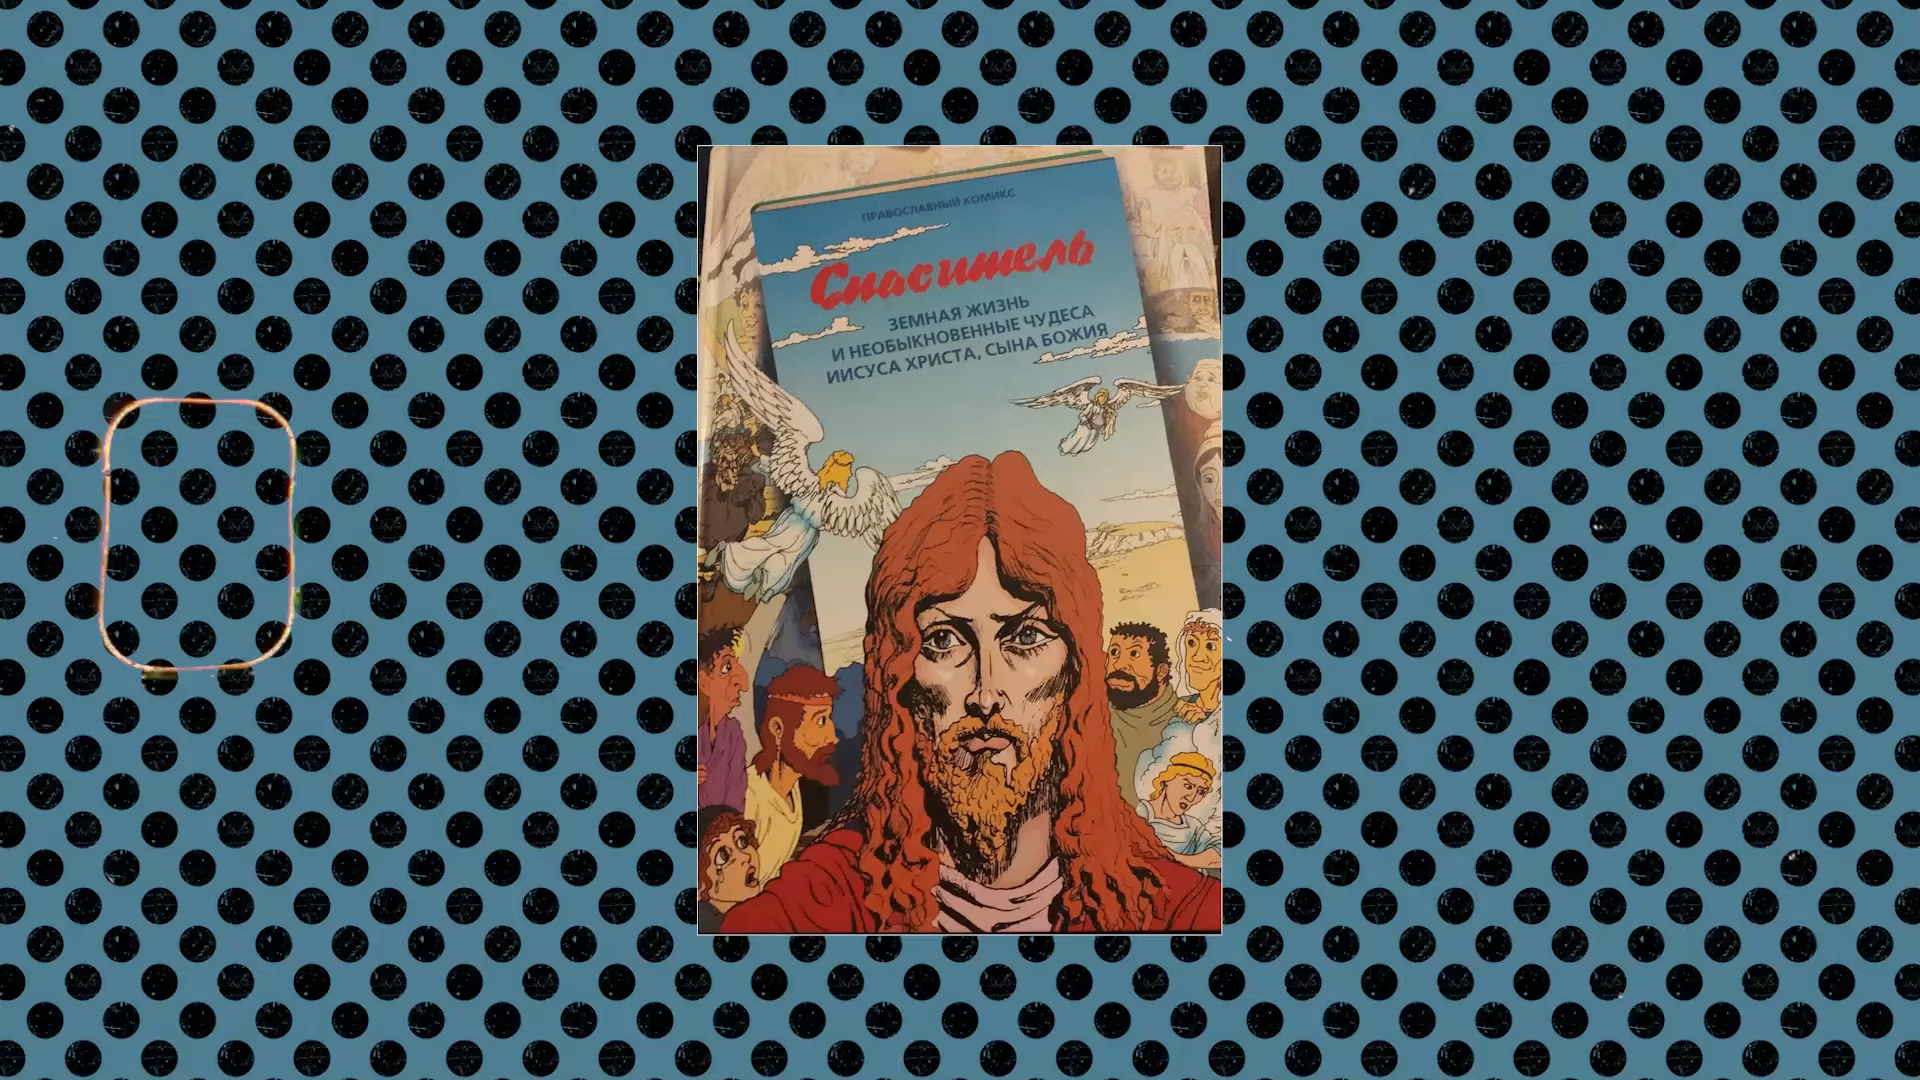 ПРАВОСЛАВНЫЙ КОМИКС
Спаситель
ЗЕМНАЯ ЖИЗНЬ
И НЕОБЫКНОВЕННЫЕ ЧУДЕСА
ИИСУСА ХРИСТА, СЫНА БОЖИЯ